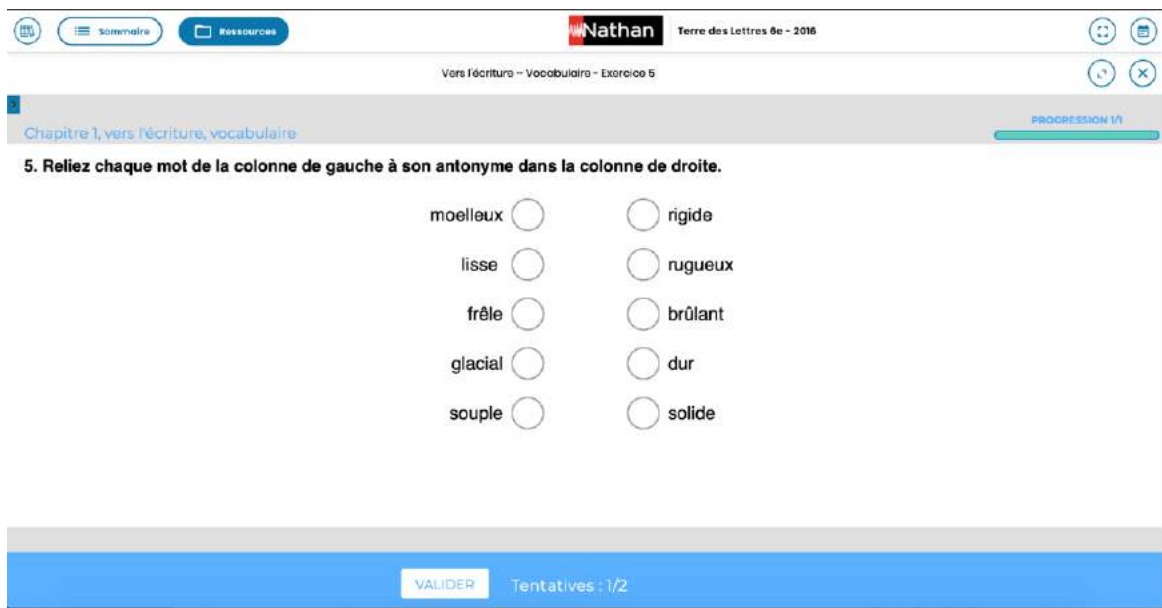 Sommaire
Ressources
Nathan
Terre des Lettres 6e - 2016
Vers l'écriture – Vocabulaire - Exercice 5
Chapitre 1, vers l'écriture, vocabulaire
PROGRESSION 1/1
5. Reliez chaque mot de la colonne de gauche à son antonyme dans la colonne de droite.
moelleux rigide
lisse rugueux
frêle brûlant
glacial dur
souple solide
VALIDER Tentatives : 1/2